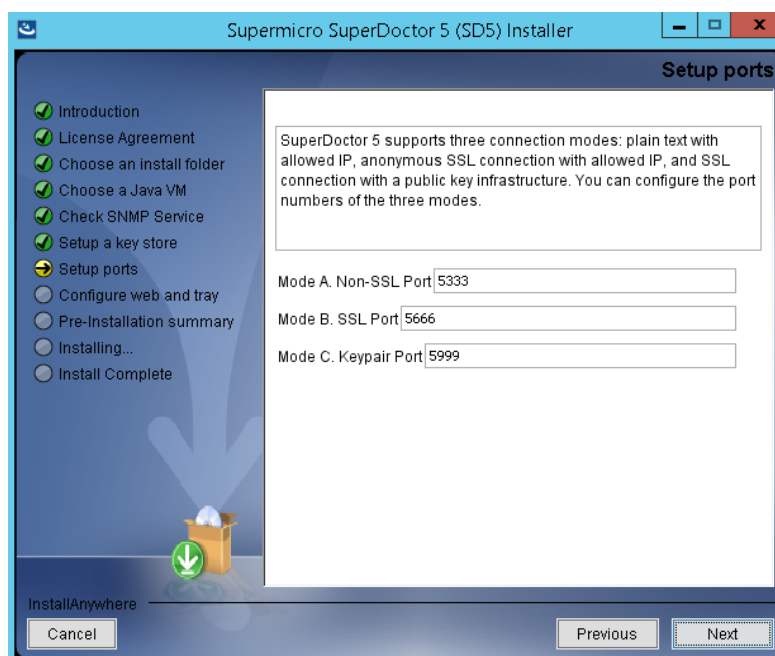 Supermicro SuperDoctor 5 (SD5) Installer
Setup ports
Introduction
License Agreement
Choose an install folder
Choose a Java VM
Check SNMP Service
Setup a key store
Setup ports
Configure web and tray
Pre-Installation summary
Installing...
Install Complete
SuperDoctor 5 supports three connection modes: plain text with
allowed IP, anonymous SSL connection with allowed IP, and SSL
connection with a public key infrastructure. You can configure the port
numbers of the three modes.
Mode A. Non-SSL Port 5333
Mode B. SSL Port 5666
Mode C. Keypair Port 5999
InstallAnywhere
Cancel
Previous
Next